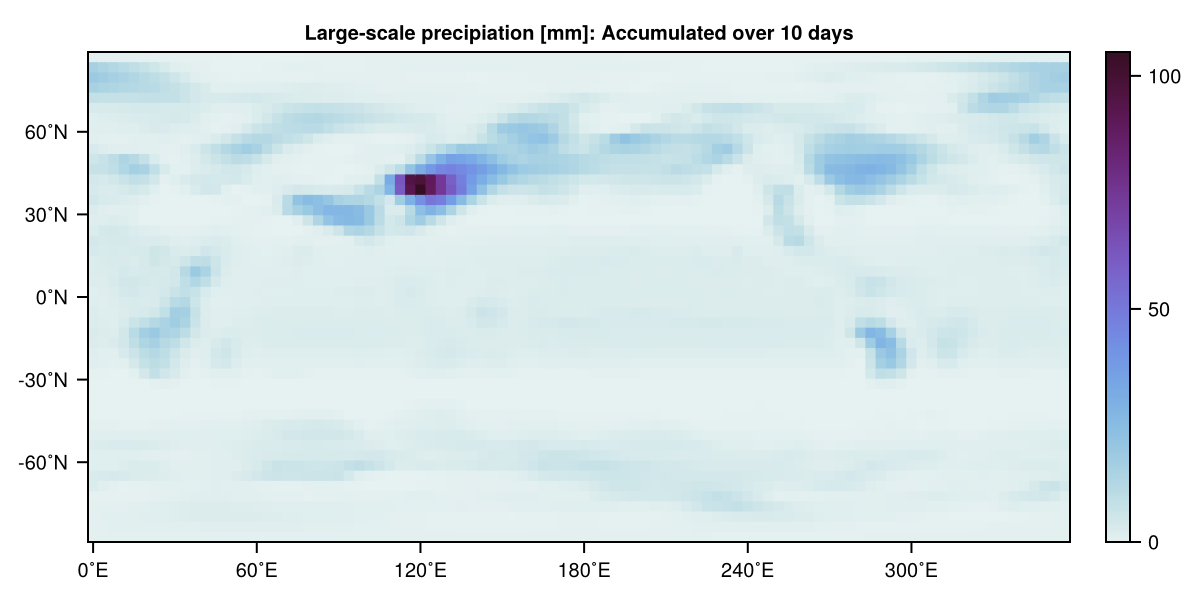 Large-scale precipiation [mm]: Accumulated over 10 days
60˚N
30˚N
0˚N
-30˚N
-60˚N
0˚E
60˚E
120˚E
180˚E
240˚E
300˚E
100
50
0